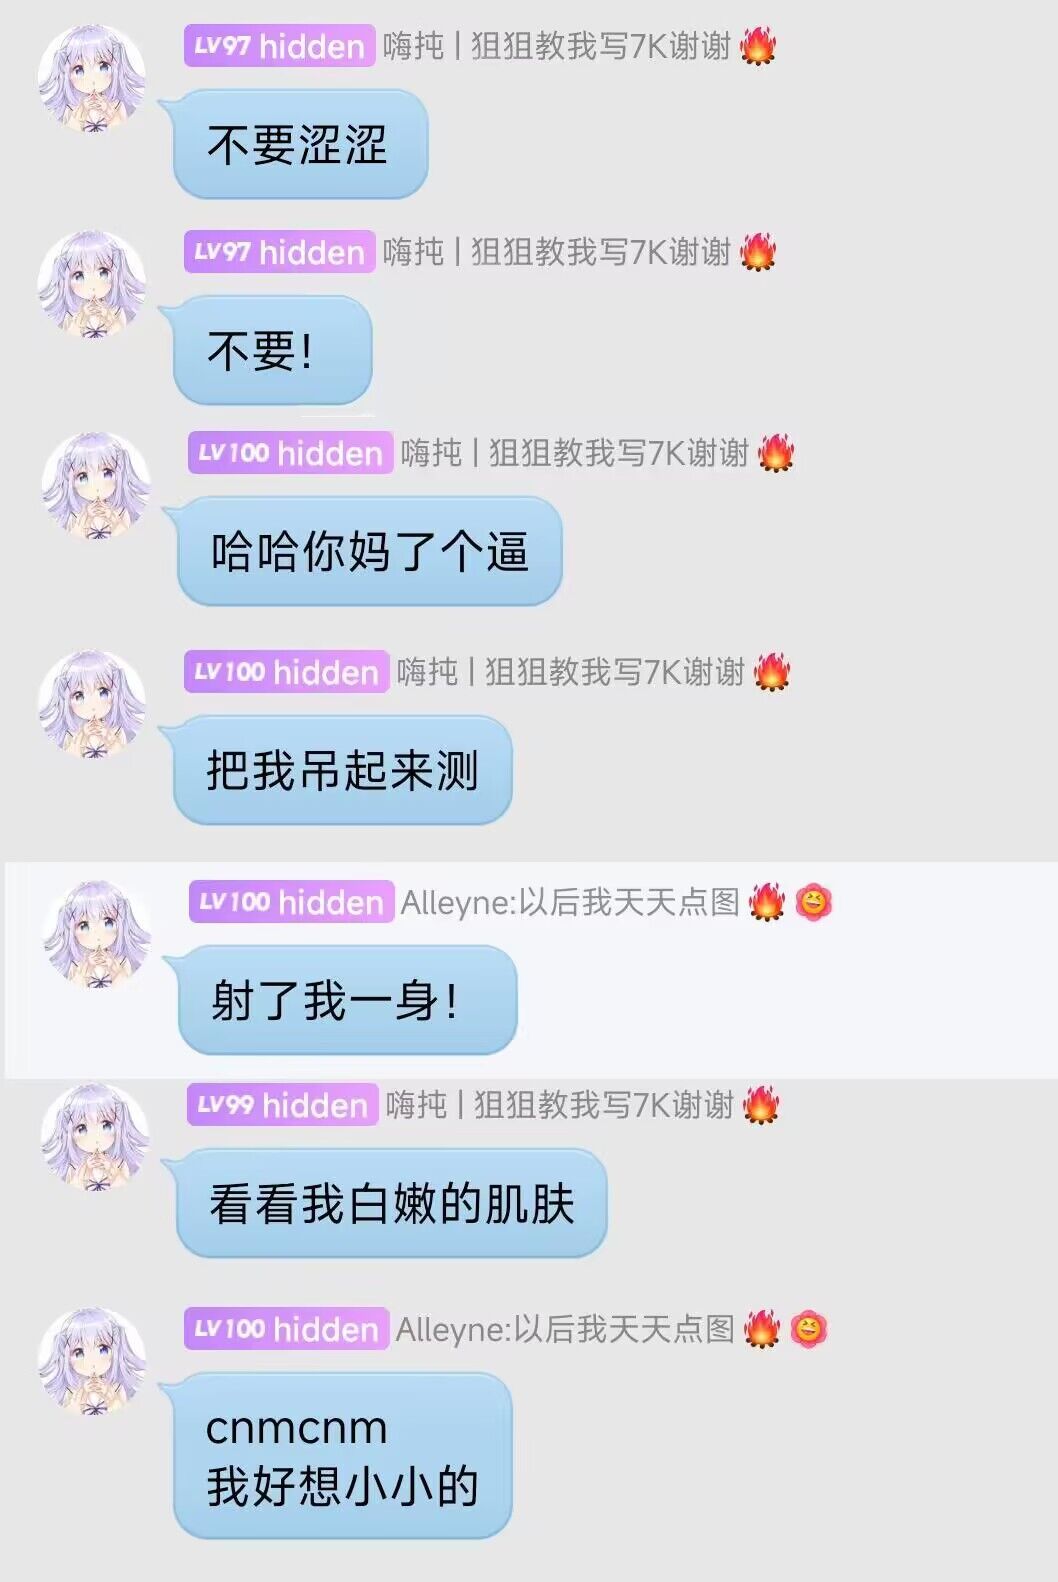 LV97 hidden 嗨扽 | 狙狙教我写7K谢谢🔥
不要涩涩
LV97 hidden 嗨扽 | 狙狙教我写7K谢谢🔥
不要!
LV100 hidden 嗨扽 | 狙狙教我写7K谢谢🔥
哈哈你妈了个逼
LV100 hidden 嗨扽 | 狙狙教我写7K谢谢🔥
把我吊起来测
LV100 hidden Alleyne:以后我天天点图🔥😆
射了我一身!
LV99 hidden 嗨扽 | 狙狙教我写7K谢谢🔥
看看我白嫩的肌肤
LV100 hidden Alleyne:以后我天天点图🔥😆
cnmcnm
我好想小小的